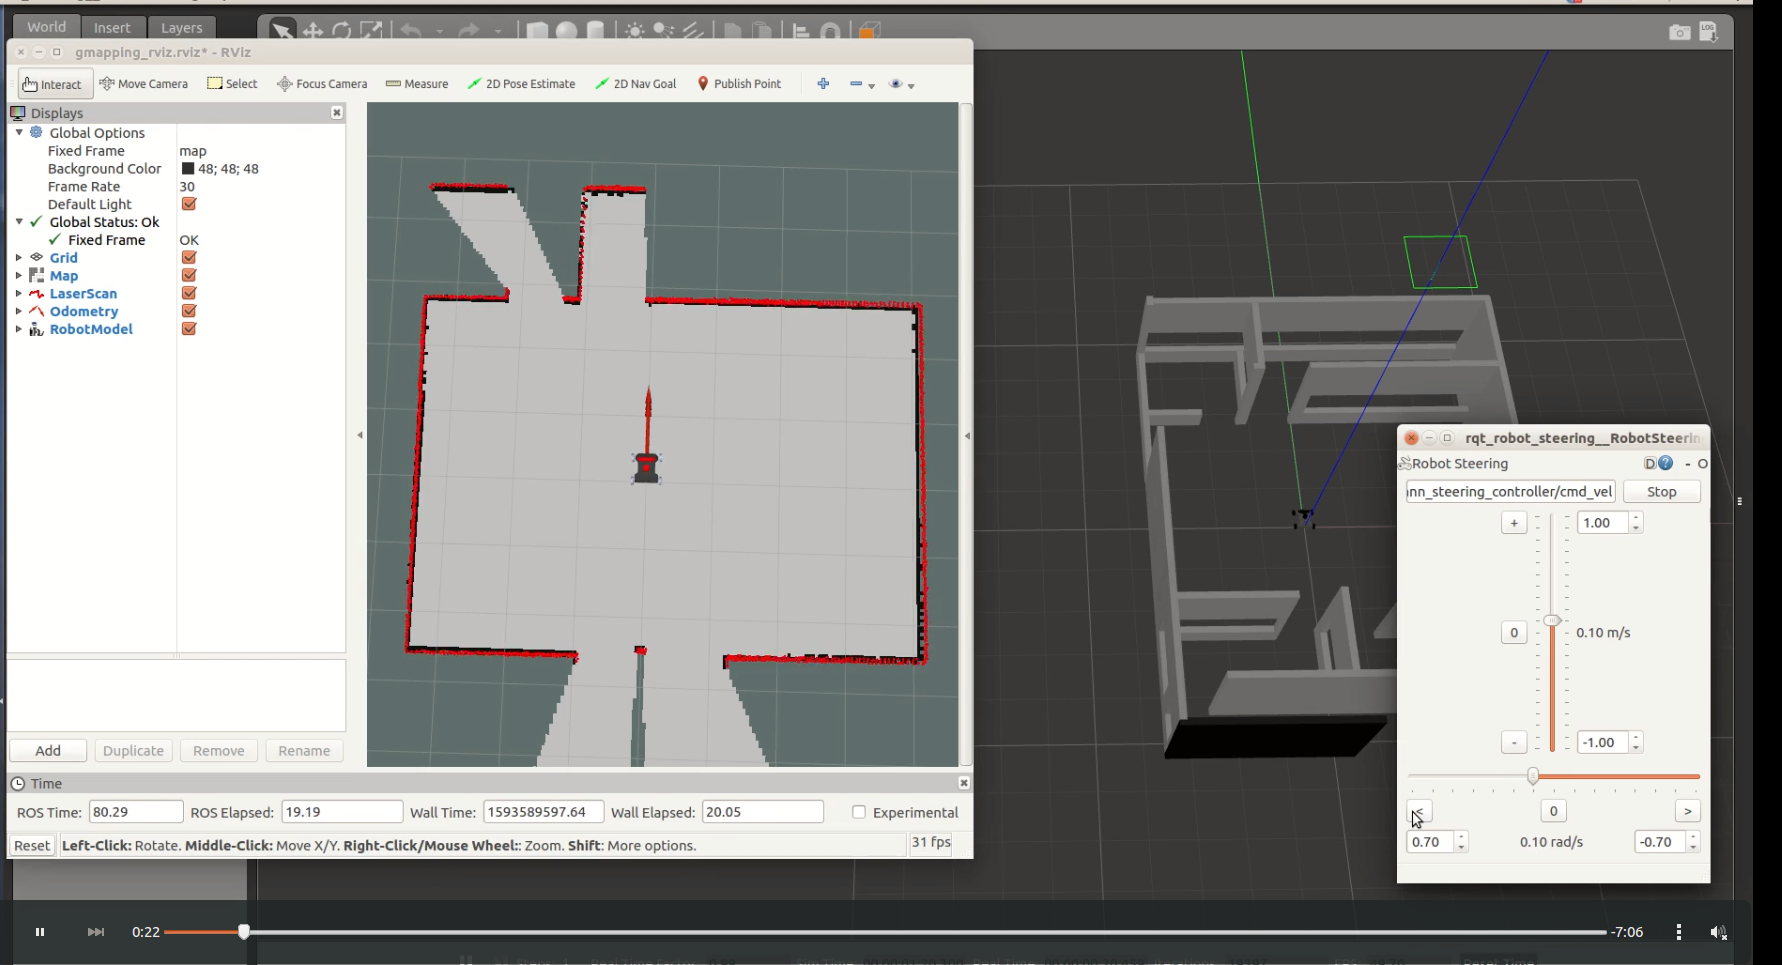 World Insert Layers
gmapping_rviz.rviz* - RViz
Interact Move Camera Select Focus Camera Measure 2D Pose Estimate 2D Nav Goal Publish Point
Displays
Global Options
Fixed Frame map
Background Color 48; 48; 48
Frame Rate 30
Default Light
Global Status: Ok
Fixed Frame OK
Grid
Map
LaserScan
Odometry
RobotModel
Add Duplicate Remove Rename
Time
ROS Time: 80.29 ROS Elapsed: 19.19 Wall Time: 1593589597.64 Wall Elapsed: 20.05 Experimental
Reset Left-Click: Rotate. Middle-Click: Move X/Y. Right-Click/Mouse Wheel:: Zoom. Shift: More options. 31 fps
LOG
rqt_robot_steering__RobotSteerin
Robot Steering D ? - O
nn_steering_controller/cmd_vel Stop
+ 1.00
0 0.10 m/s
- -1.00
< 0 >
0.70 0.10 rad/s -0.70
0:22 -7:06